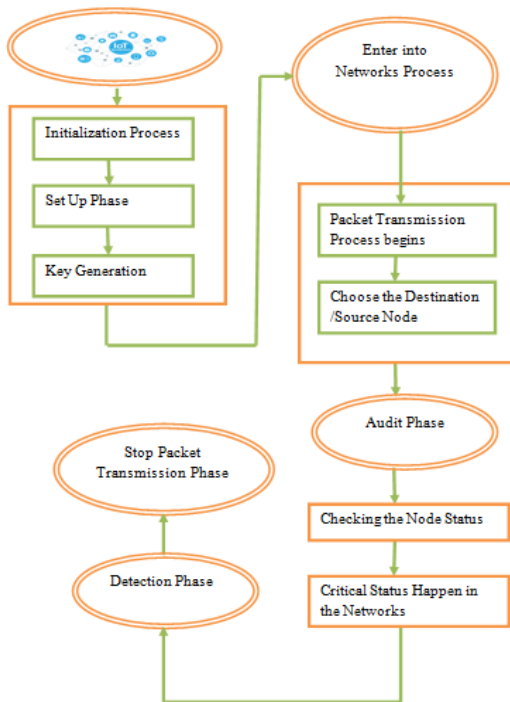 IoT
Initialization Process
Set Up Phase
Key Generation
Enter into
Networks Process
Packet Transmission
Process begins
Choose the Destination
/Source Node
Audit Phase
Checking the Node Status
Critical Status Happen in
the Networks
Detection Phase
Stop Packet
Transmission Phase